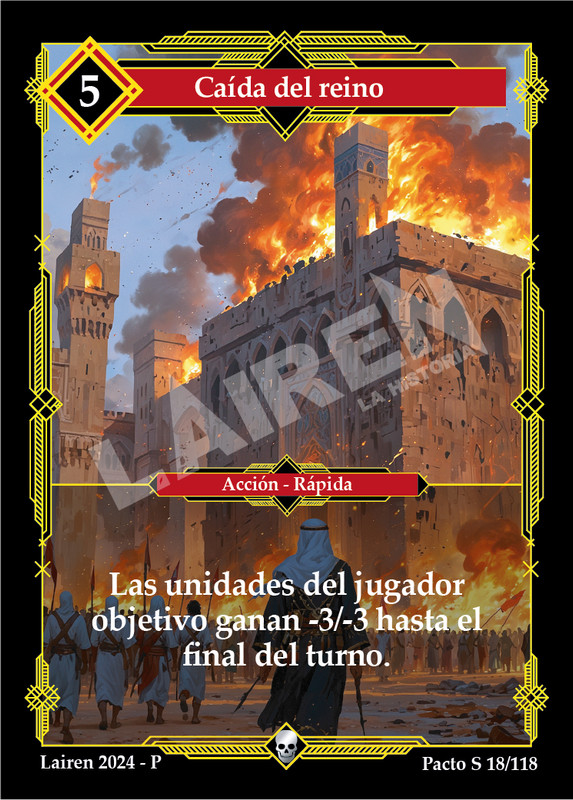 5
Caída del reino
LAIREN
LA HISTORIA
Acción - Rápida
Las unidades del jugador
objetivo ganan -3/-3 hasta el
final del turno.
Lairen 2024 - P
Pacto S 18/118